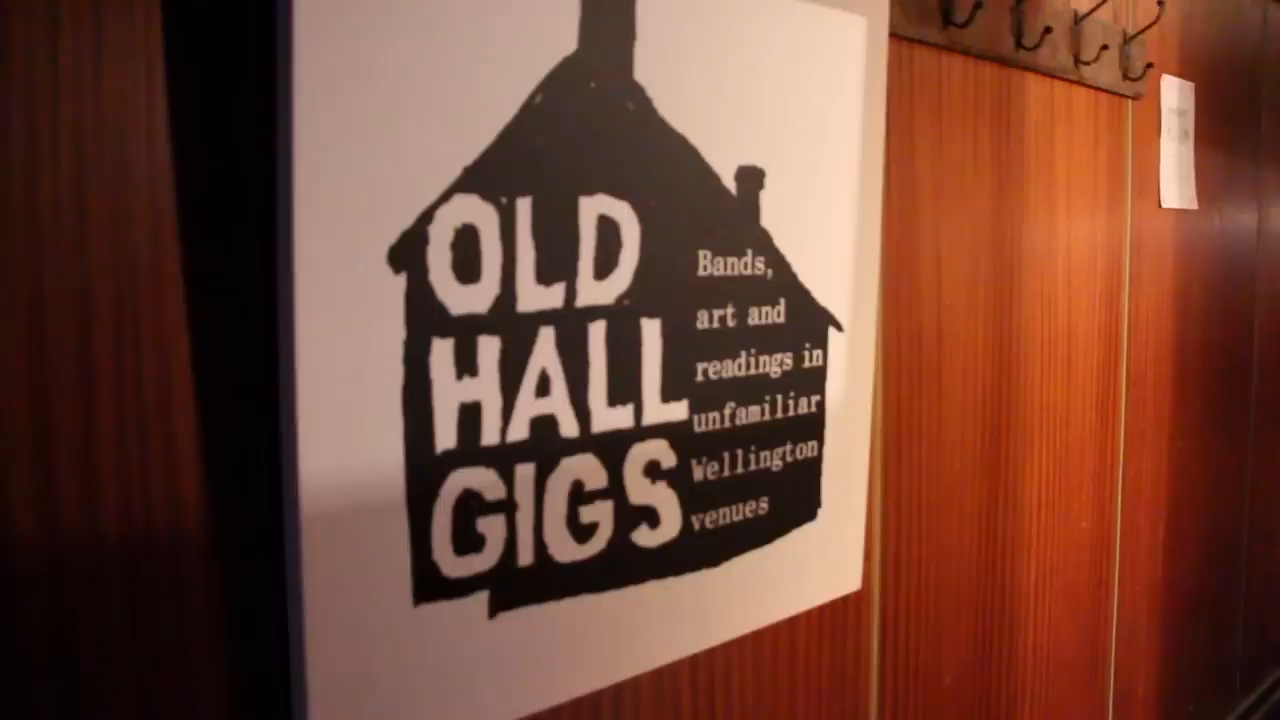 OLD
HALL
GIGS
Bands,
art and
readings in
unfamiliar
Wellington
venues